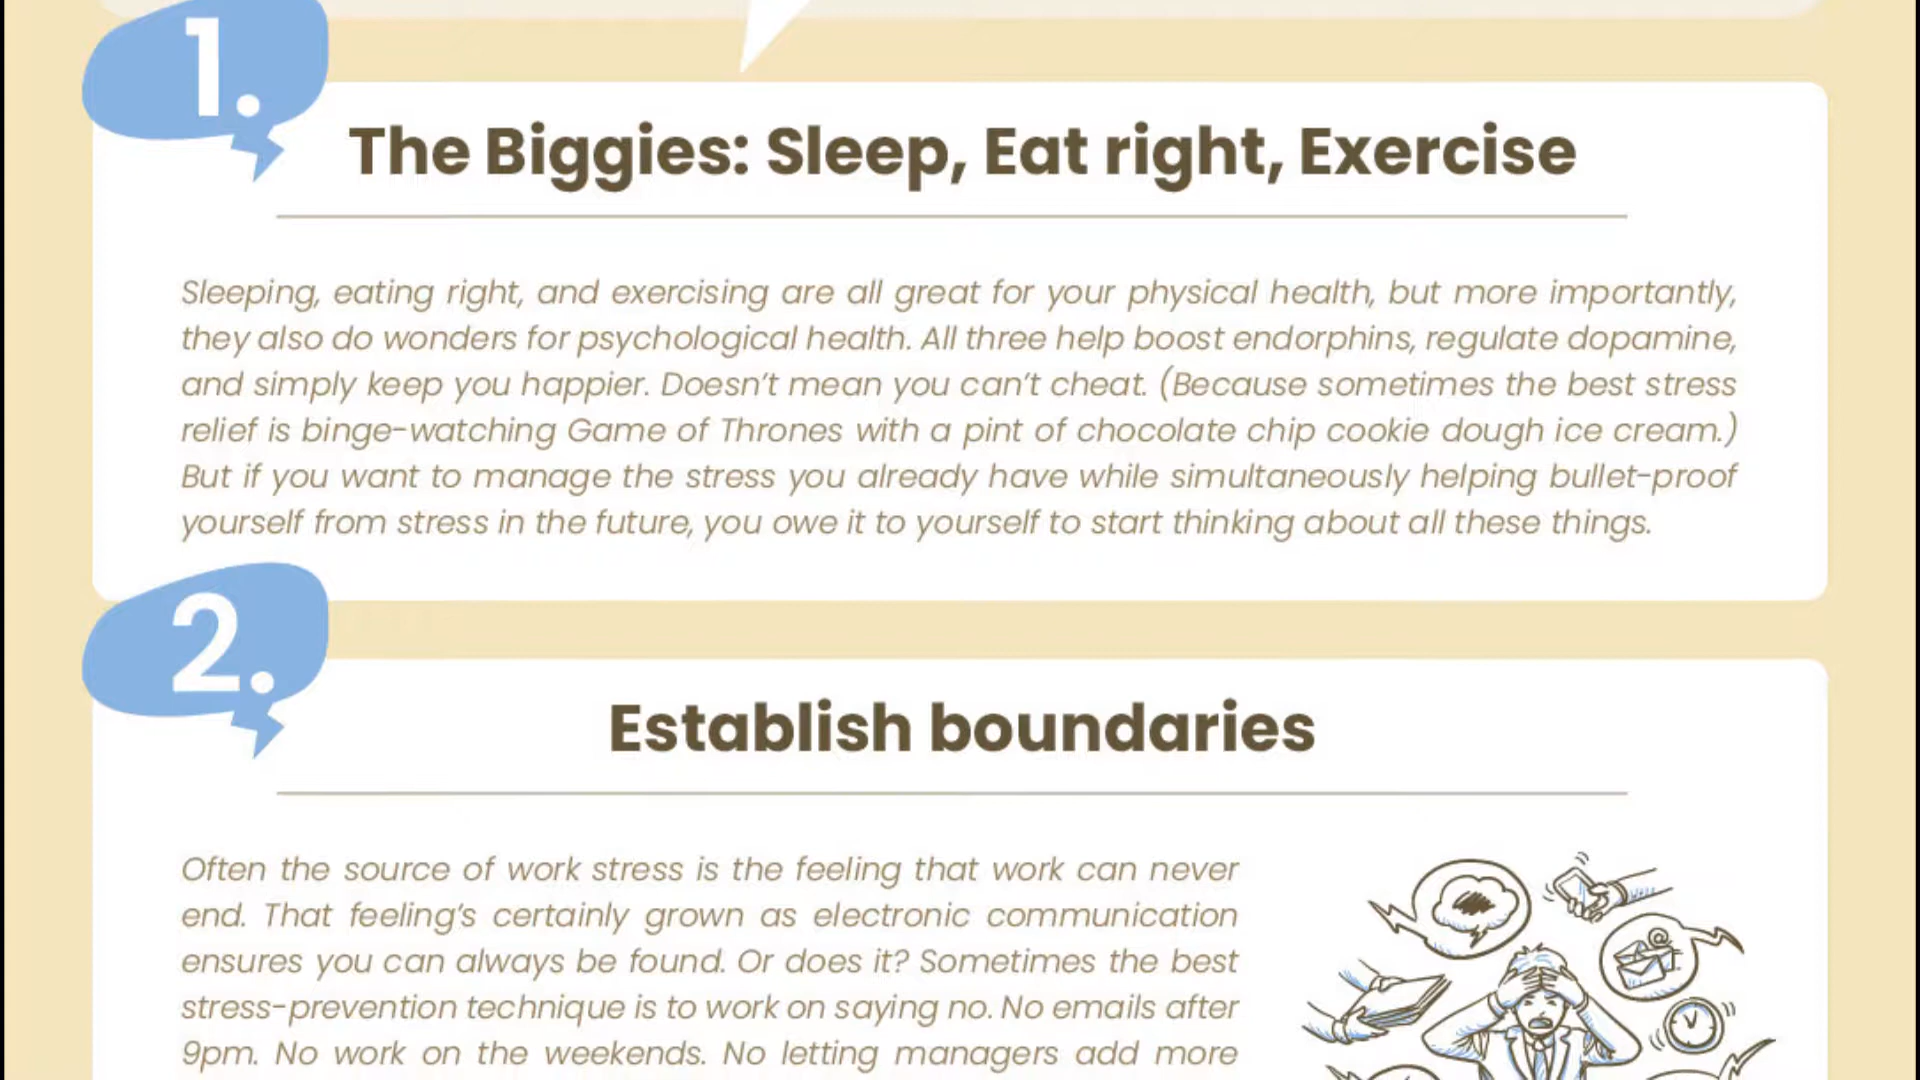 1.
The Biggies: Sleep, Eat right, Exercise
Sleeping, eating right, and exercising are all great for your physical health, but more importantly,
they also do wonders for psychological health. All three help boost endorphins, regulate dopamine,
and simply keep you happier. Doesn't mean you can't cheat. (Because sometimes the best stress
relief is binge-watching Game of Thrones with a pint of chocolate chip cookie dough ice cream.)
But if you want to manage the stress you already have while simultaneously helping bullet-proof
yourself from stress in the future, you owe it to yourself to start thinking about all these things.
2.
Establish boundaries
Often the source of work stress is the feeling that work can never
end. That feeling's certainly grown as electronic communication
ensures you can always be found. Or does it? Sometimes the best
stress-prevention technique is to work on saying no. No emails after
9pm. No work on the weekends. No letting managers add more
@